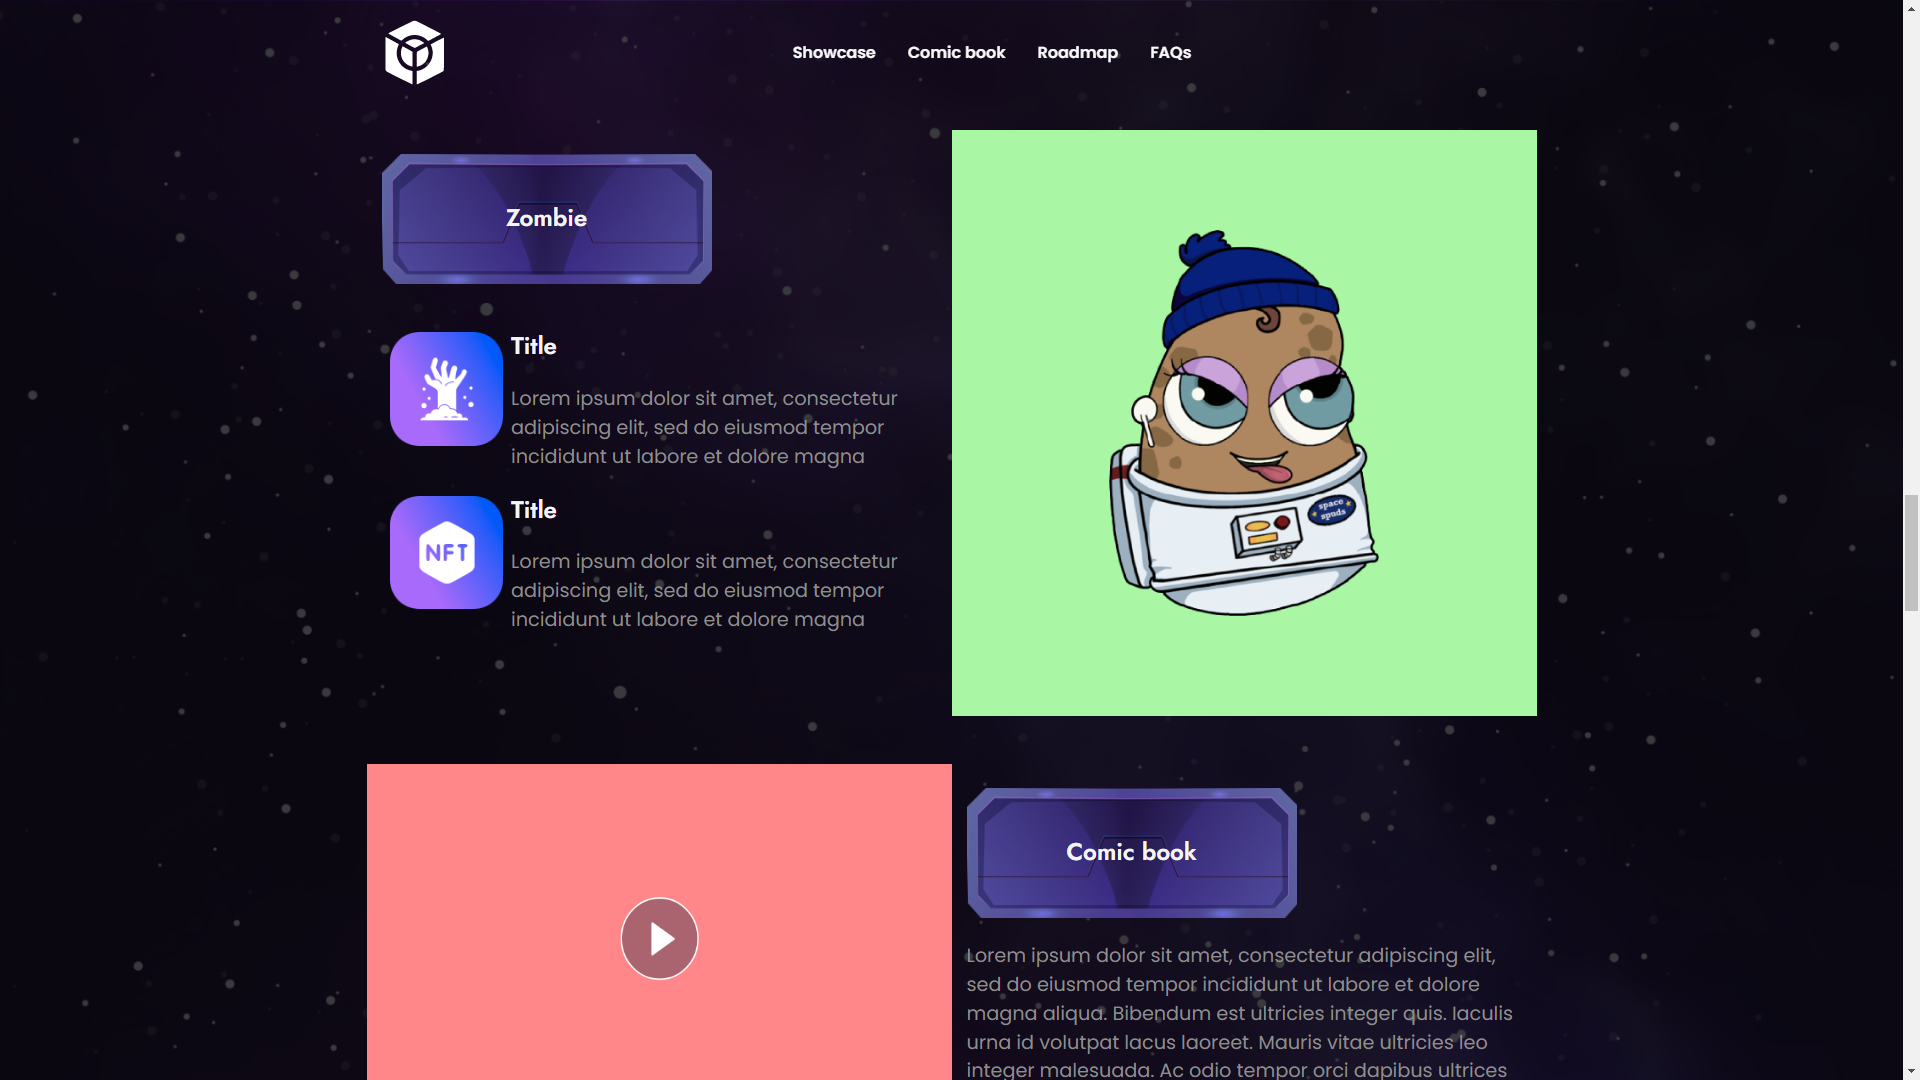 Showcase Comic book Roadmap FAQs
Zombie
Title
Lorem ipsum dolor sit amet, consectetur
adipiscing elit, sed do eiusmod tempor
incididunt ut labore et dolore magna
NFT
Title
Lorem ipsum dolor sit amet, consectetur
adipiscing elit, sed do eiusmod tempor
incididunt ut labore et dolore magna
space
spuds
Comic book
Lorem ipsum dolor sit amet, consectetur adipiscing elit,
sed do eiusmod tempor incididunt ut labore et dolore
magna aliqua. Bibendum est ultricies integer quis. Iaculis
urna id volutpat lacus laoreet. Mauris vitae ultricies leo
integer malesuada. Ac odio tempor orci dapibus ultrices